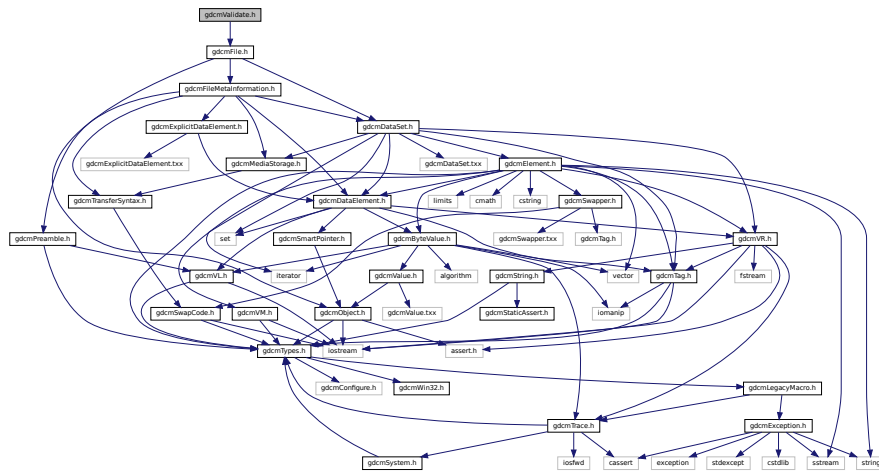 gdcmValidate.h
gdcmFile.h
gdcmFileMetaInformation.h
gdcmExplicitDataElement.h
gdcmDataSet.h
gdcmExplicitDataElement.txx
gdcmMediaStorage.h
gdcmDataSet.txx
gdcmElement.h
gdcmTransferSyntax.h
gdcmDataElement.h
limits
cmath
cstring
gdcmSwapper.h
gdcmPreamble.h
set
gdcmSmartPointer.h
gdcmByteValue.h
gdcmSwapper.txx
gdcmTag.h
gdcmVR.h
gdcmVL.h
iterator
gdcmValue.h
algorithm
gdcmString.h
vector
gdcmTag.h
fstream
gdcmSwapCode.h
gdcmVM.h
gdcmObject.h
gdcmValue.txx
gdcmStaticAssert.h
iomanip
gdcmTypes.h
iostream
assert.h
gdcmConfigure.h
gdcmWin32.h
gdcmLegacyMacro.h
gdcmTrace.h
gdcmException.h
gdcmSystem.h
iosfwd
cassert
exception
stdexcept
cstdlib
sstream
string